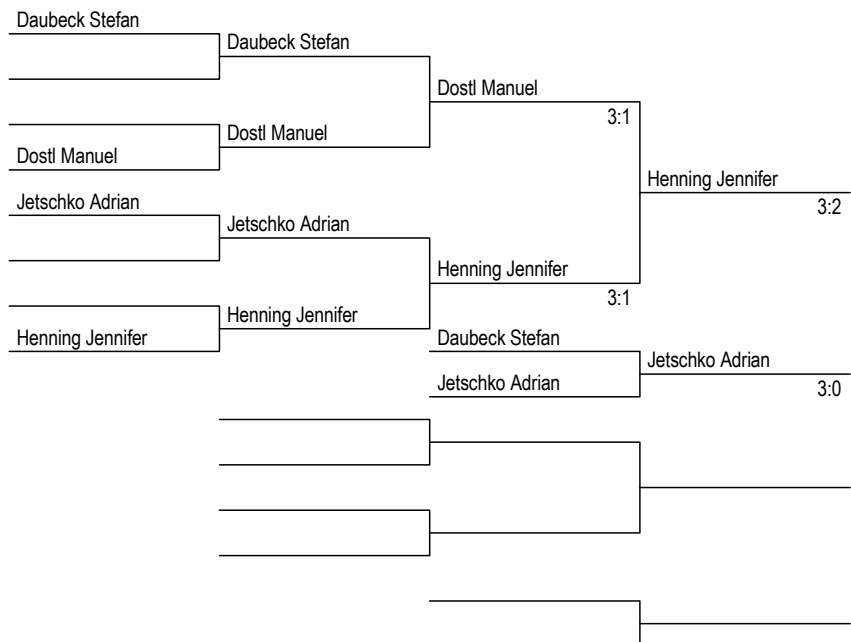 Daubeck Stefan
Daubeck Stefan
Dostl Manuel
3:1
Dostl Manuel
Dostl Manuel
Henning Jennifer
3:2
Jetschko Adrian
Jetschko Adrian
Henning Jennifer
3:1
Henning Jennifer
Henning Jennifer
Daubeck Stefan
Jetschko Adrian
3:0
Jetschko Adrian